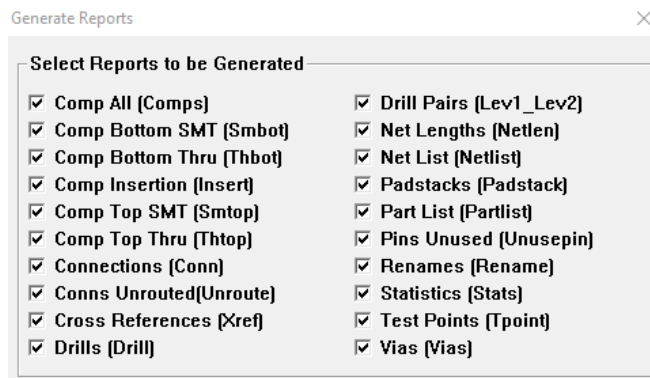 Generate Reports
Select Reports to be Generated
Comp All (Comps)
Comp Bottom SMT (Smbot)
Comp Bottom Thru (Thbot)
Comp Insertion (Insert)
Comp Top SMT (Smtop)
Comp Top Thru (Thtop)
Connections (Conn)
Conns Unrouted(Unroute)
Cross References (Xref)
Drills (Drill)
Drill Pairs (Lev1_Lev2)
Net Lengths (Netlen)
Net List (Netlist)
Padstacks (Padstack)
Part List (Partlist)
Pins Unused (Unusepin)
Renames (Rename)
Statistics (Stats)
Test Points (Tpoint)
Vias (Vias)